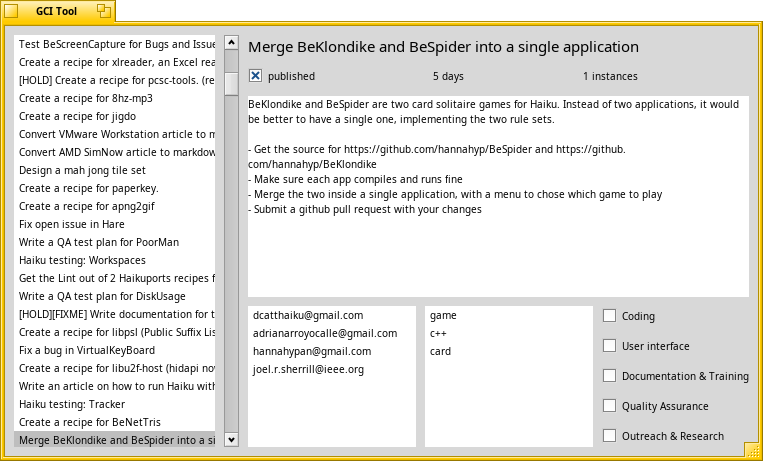 GCI Tool
Test BeScreenCapture for Bugs and Issue
Create a recipe for xlreader, an Excel rea
[HOLD] Create a recipe for pcsc-tools. (re
Create a recipe for 8hz-mp3
Create a recipe for jigdo
Convert VMware Workstation article to m
Convert AMD SimNow article to markdow
Design a mah jong tile set
Create a recipe for paperkey.
Create a recipe for apng2gif
Fix open issue in Hare
Write a QA test plan for PoorMan
Haiku testing: Workspaces
Get the Lint out of 2 Haikuports recipes f
Write a QA test plan for DiskUsage
[HOLD][FIXME] Write documentation for t
Create a recipe for libpsl (Public Suffix Lis
Fix a bug in VirtualKeyBoard
Create a recipe for libu2f-host (hidapi no
Write an article on how to run Haiku with
Haiku testing: Tracker
Create a recipe for BeNetTris
Merge BeKlondike and BeSpider into a si
Merge BeKlondike and BeSpider into a single application
published 5 days 1 instances
BeKlondike and BeSpider are two card solitaire games for Haiku. Instead of two applications, it would
be better to have a single one, implementing the two rule sets.
- Get the source for https://github.com/hannahyp/BeSpider and https://github.
com/hannahyp/BeKlondike
- Make sure each app compiles and runs fine
- Merge the two inside a single application, with a menu to chose which game to play
- Submit a github pull request with your changes
dcatthaiku@gmail.com
adrianarroyocalle@gmail.com
hannahypan@gmail.com
joel.r.sherrill@ieee.org
game
c++
card
Coding
User interface
Documentation & Training
Quality Assurance
Outreach & Research